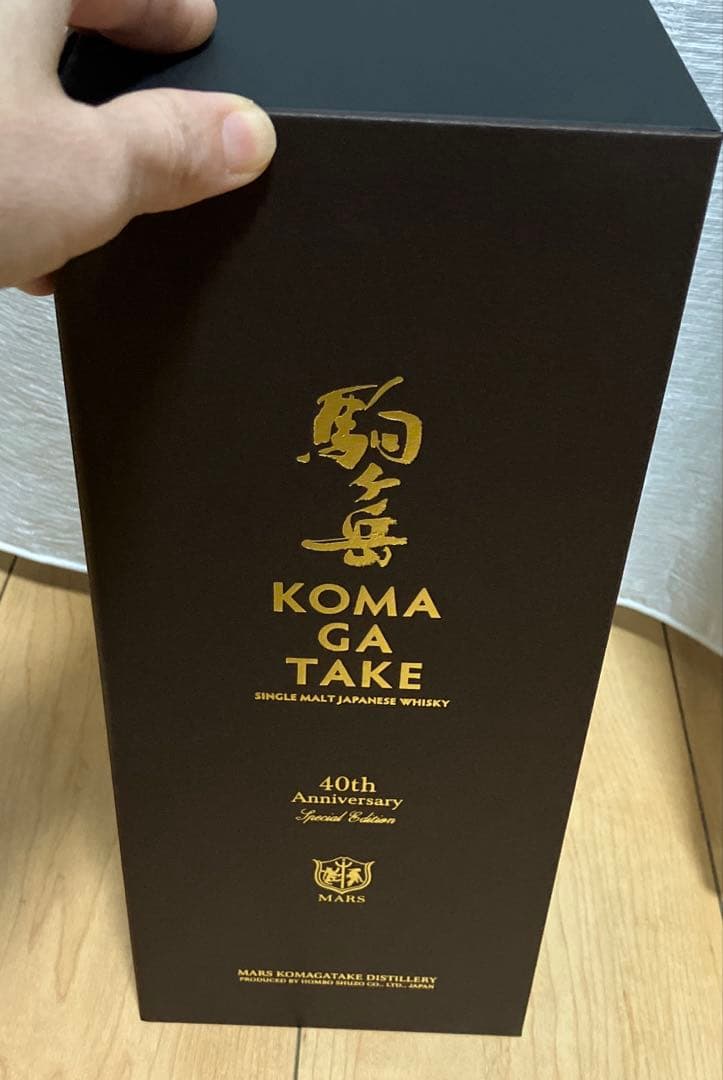 駒ヶ岳
KOMA
GA
TAKE
SINGLE MALT JAPANESE WHISKY
40th
Anniversary
Special Edition
MARS
MARS KOMAGATAKE DISTILLERY
PRODUCED BY HOMBO SHUZO CO., LTD., JAPAN